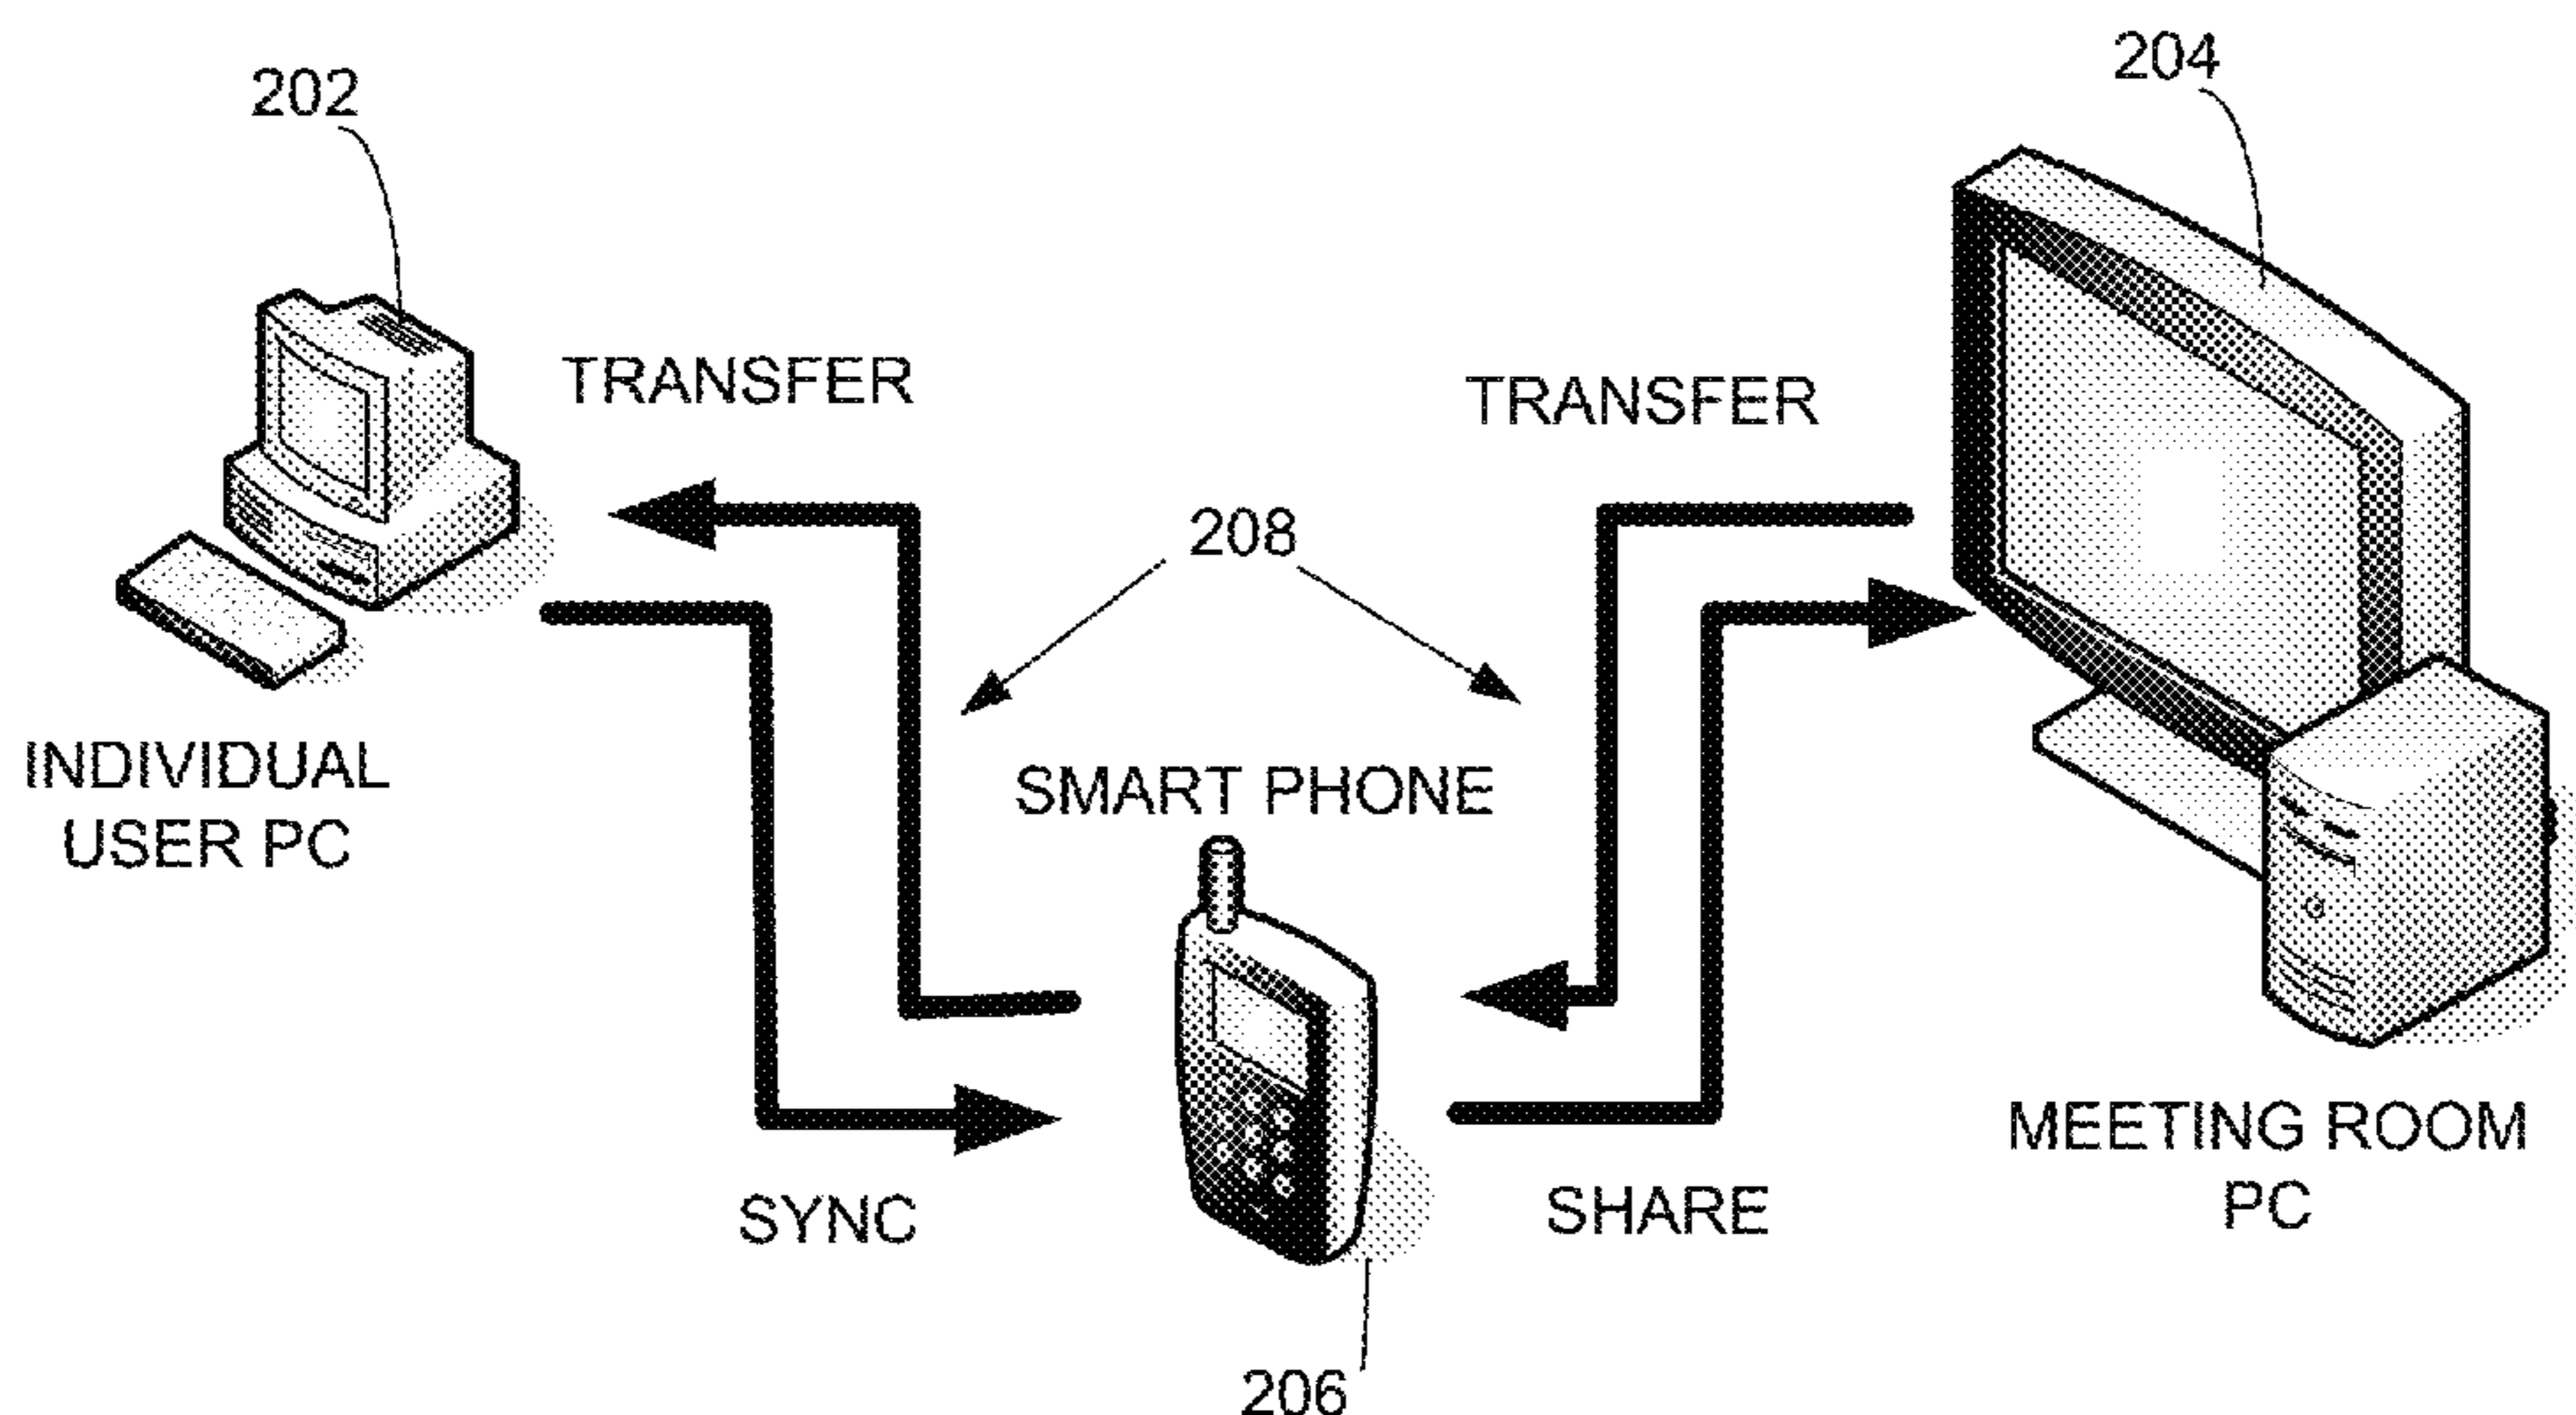 204
202
TRANSFER
TRANSFER
208
INDIVIDUAL
USER PC
SMART PHONE
MEETING ROOM
PC
SYNC
SHARE
206